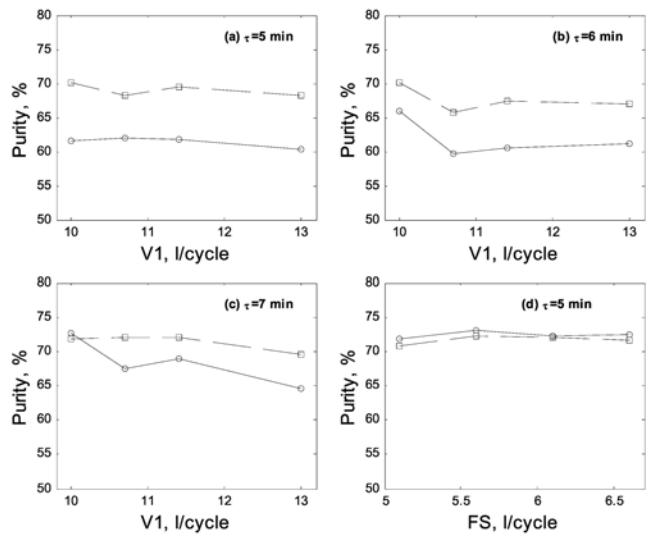 80
75
70
65
60
55
50
Purity, %
(a) τ=5 min
10 11 12 13
V1, l/cycle
80
75
70
65
60
55
50
Purity, %
(b) τ=6 min
10 11 12 13
V1, l/cycle
80
75
70
65
60
55
50
Purity, %
(c) τ=7 min
10 11 12 13
V1, l/cycle
80
75
70
65
60
55
50
Purity, %
(d) τ=5 min
5 5.5 6 6.5
FS, l/cycle